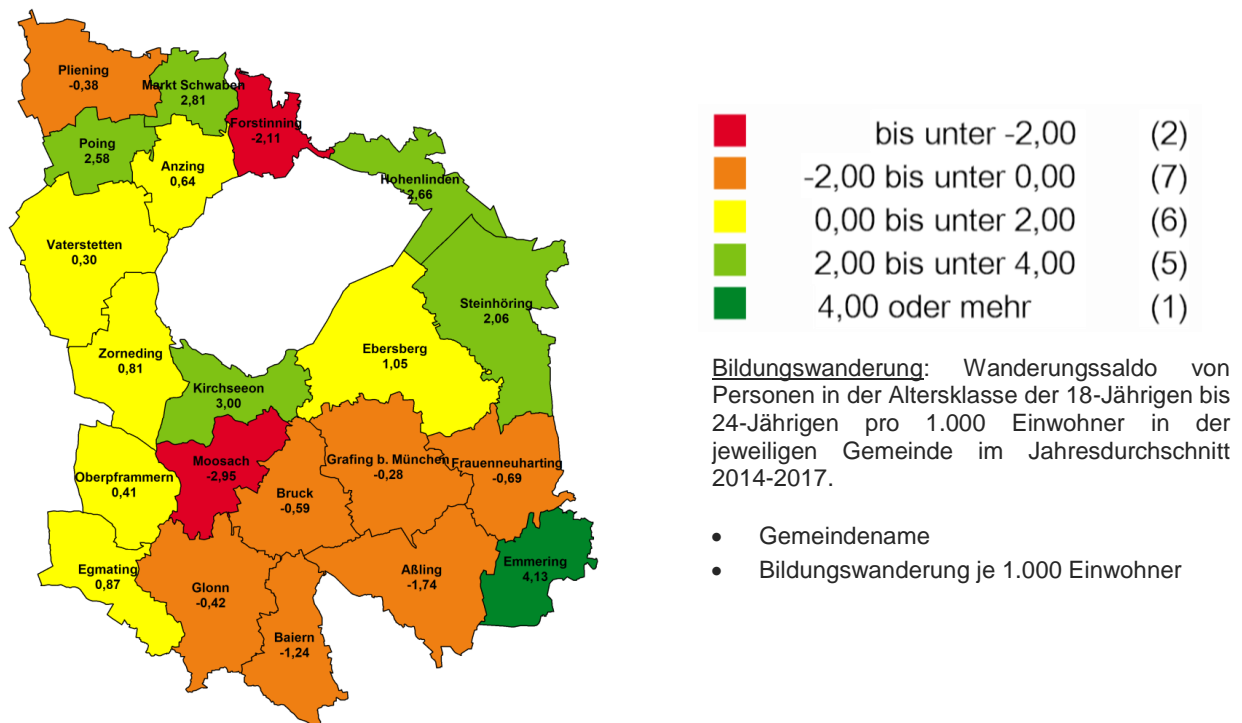 Pliening
-0,38
Markt Schwaben
2,81
Forstinning
-2,11
Poing
2,58
Anzing
0,64
Hohenlinden
2,66
Vaterstetten
0,30
Steinhöring
2,06
Zorneding
0,81
Ebersberg
1,05
Kirchseeon
3,00
Moosach
-2,95
Grafing b. München
-0,28
Frauenneuharting
-0,69
Oberpframmern
0,41
Bruck
-0,59
Egmating
0,87
Glonn
-0,42
Aßling
-1,74
Emmering
4,13
Baiern
-1,24
bis unter -2,00 (2)
-2,00 bis unter 0,00 (7)
0,00 bis unter 2,00 (6)
2,00 bis unter 4,00 (5)
4,00 oder mehr (1)
Bildungswanderung: Wanderungssaldo von
Personen in der Altersklasse der 18-Jährigen bis
24-Jährigen pro 1.000 Einwohner in der
jeweiligen Gemeinde im Jahresdurchschnitt
2014-2017.
• Gemeindename
• Bildungswanderung je 1.000 Einwohner